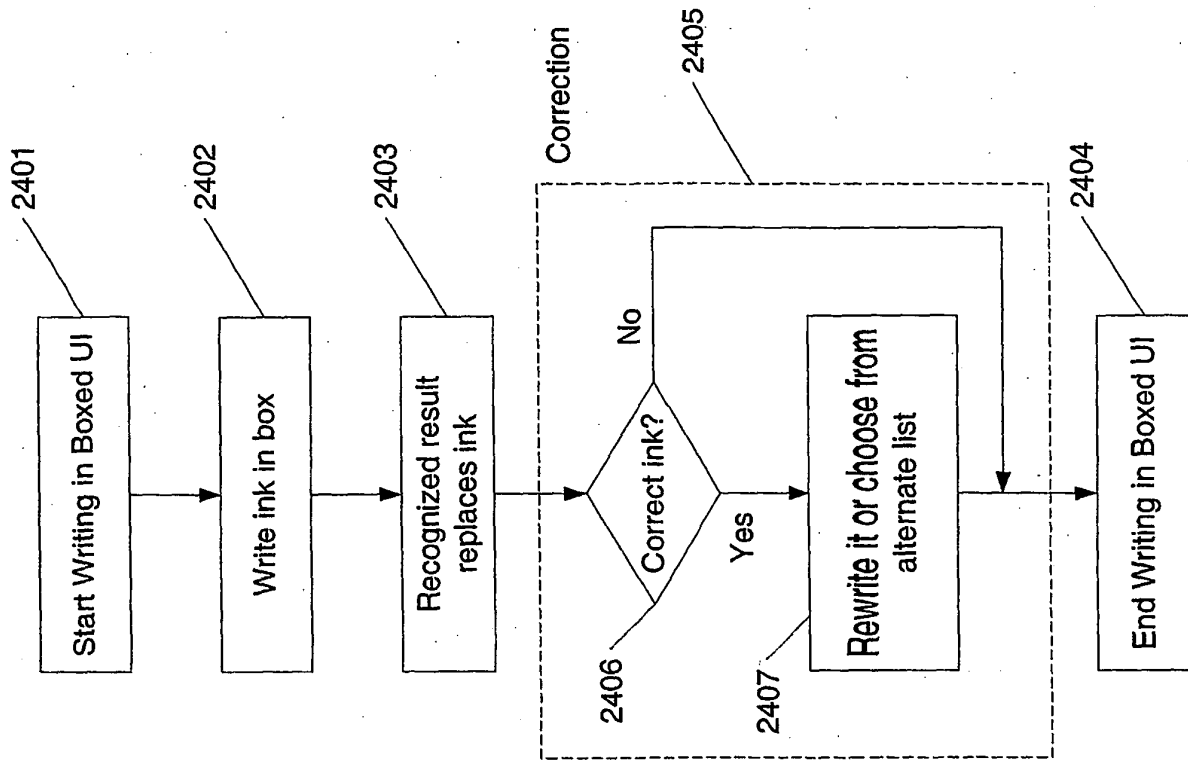 2401
Start Writing in Boxed UI
2402
Write ink in box
2403
Recognized result
replaces ink
Correction
2405
Correct ink?
No
Yes
2406
Rewrite it or choose from
alternate list
2407
2404
End Writing in Boxed UI